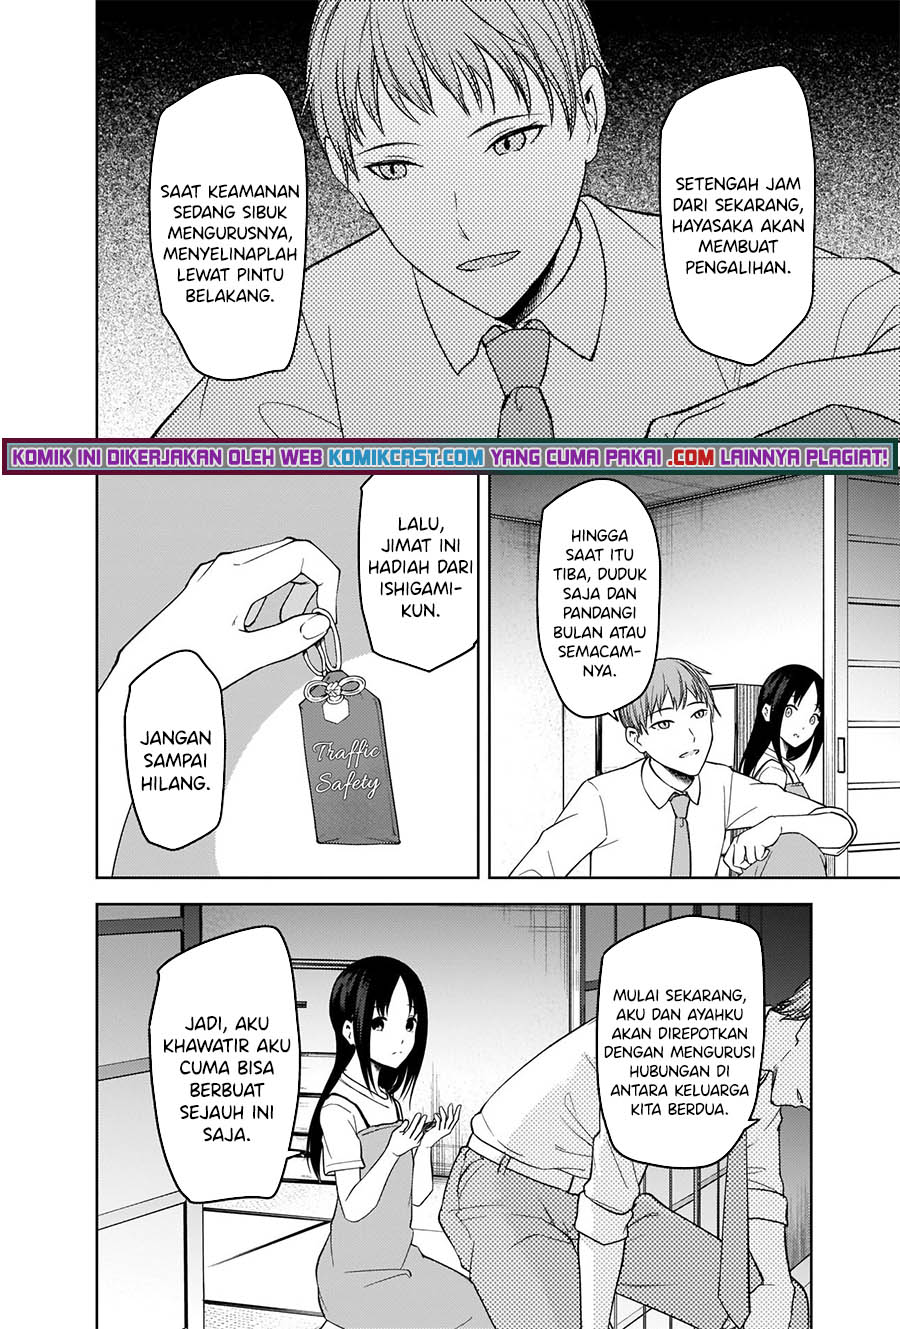 SETENGAH JAM
DARI SEKARANG,
HAYASAKA AKAN
MEMBUAT
PENGALIHAN.
SAAT KEAMANAN
SEDANG SIBUK
MENGURUSNYA,
MENYELINAPLAH
LEWAT PINTU
BELAKANG.
KOMIK INI DIKERJAKAN OLEH WEB KOMIKCAST.COM YANG CUMA PAKAI .COM LAINNYA PLAGIAT!
HINGGA
SAAT ITU
TIBA, DUDUK
SAJA DAN
PANDANGI
BULAN ATAU
SEMACAM-
NYA.
LALU,
JIMAT INI
HADIAH DARI
ISHIGAMI-
KUN.
Traffic
Safety
JANGAN
SAMPAI
HILANG.
MULAI SEKARANG,
AKU DAN AYAHKU
AKAN DIREPOTKAN
DENGAN MENGURUSI
HUBUNGAN DI
ANTARA KELUARGA
KITA BERDUA.
JADI, AKU
KHAWATIR AKU
CUMA BISA
BERBUAT
SEJAUH INI
SAJA.